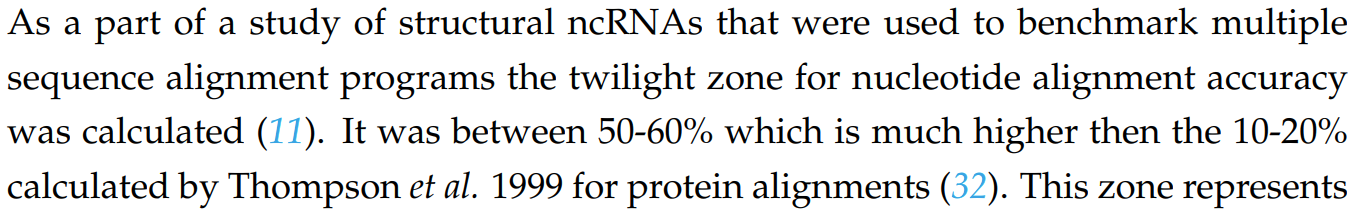 As a part of a study of structural ncRNAs that were used to benchmark multiple
sequence alignment programs the twilight zone for nucleotide alignment accuracy
was calculated (11). It was between 50-60% which is much higher then the 10-20%
calculated by Thompson et al. 1999 for protein alignments (32). This zone represents